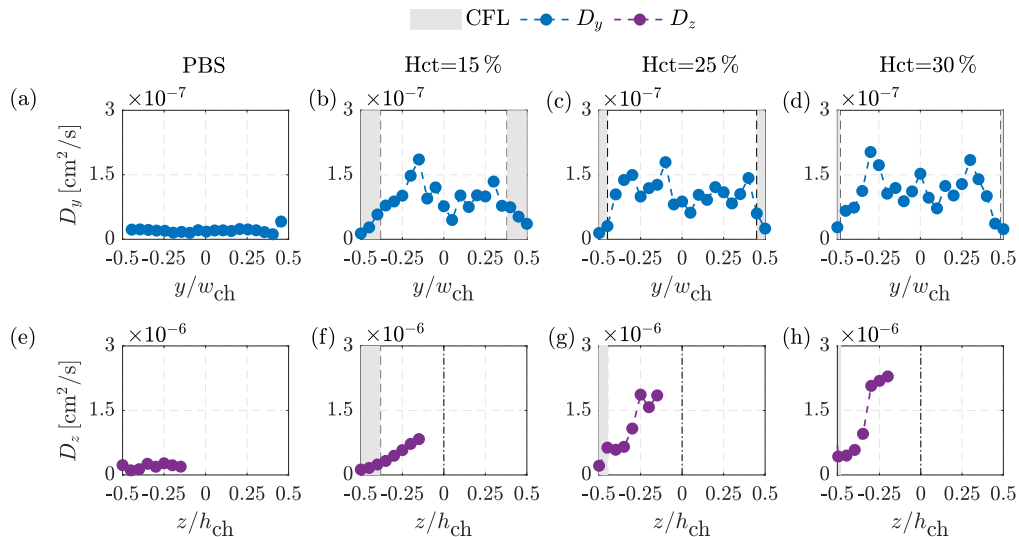 CFL D_y D_z
PBS Hct=15 % Hct=25 % Hct=30 %
(a) ×10⁻⁷ (b) ×10⁻⁷ (c) ×10⁻⁷ (d) ×10⁻⁷
3 3 3 3
1.5 1.5 1.5 1.5
0 0 0 0
D_y [cm²/s]
-0.5 -0.25 0 0.25 0.5 -0.5 -0.25 0 0.25 0.5 -0.5 -0.25 0 0.25 0.5 -0.5 -0.25 0 0.25 0.5
y/w_ch y/w_ch y/w_ch y/w_ch
(e) ×10⁻⁶ (f) ×10⁻⁶ (g) ×10⁻⁶ (h) ×10⁻⁶
3 3 3 3
1.5 1.5 1.5 1.5
0 0 0 0
D_z [cm²/s]
-0.5 -0.25 0 0.25 0.5 -0.5 -0.25 0 0.25 0.5 -0.5 -0.25 0 0.25 0.5 -0.5 -0.25 0 0.25 0.5
z/h_ch z/h_ch z/h_ch z/h_ch